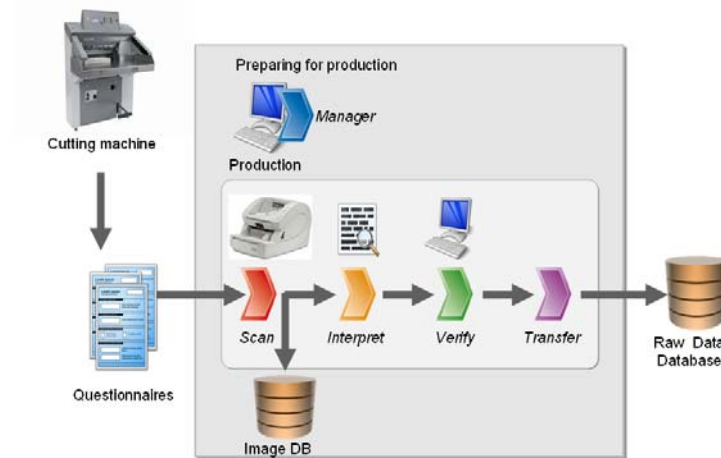 Preparing for production
Manager
Cutting machine
Production
Scan
Interpret
Verify
Transfer
Raw Data
Database
Questionnaires
Image DB